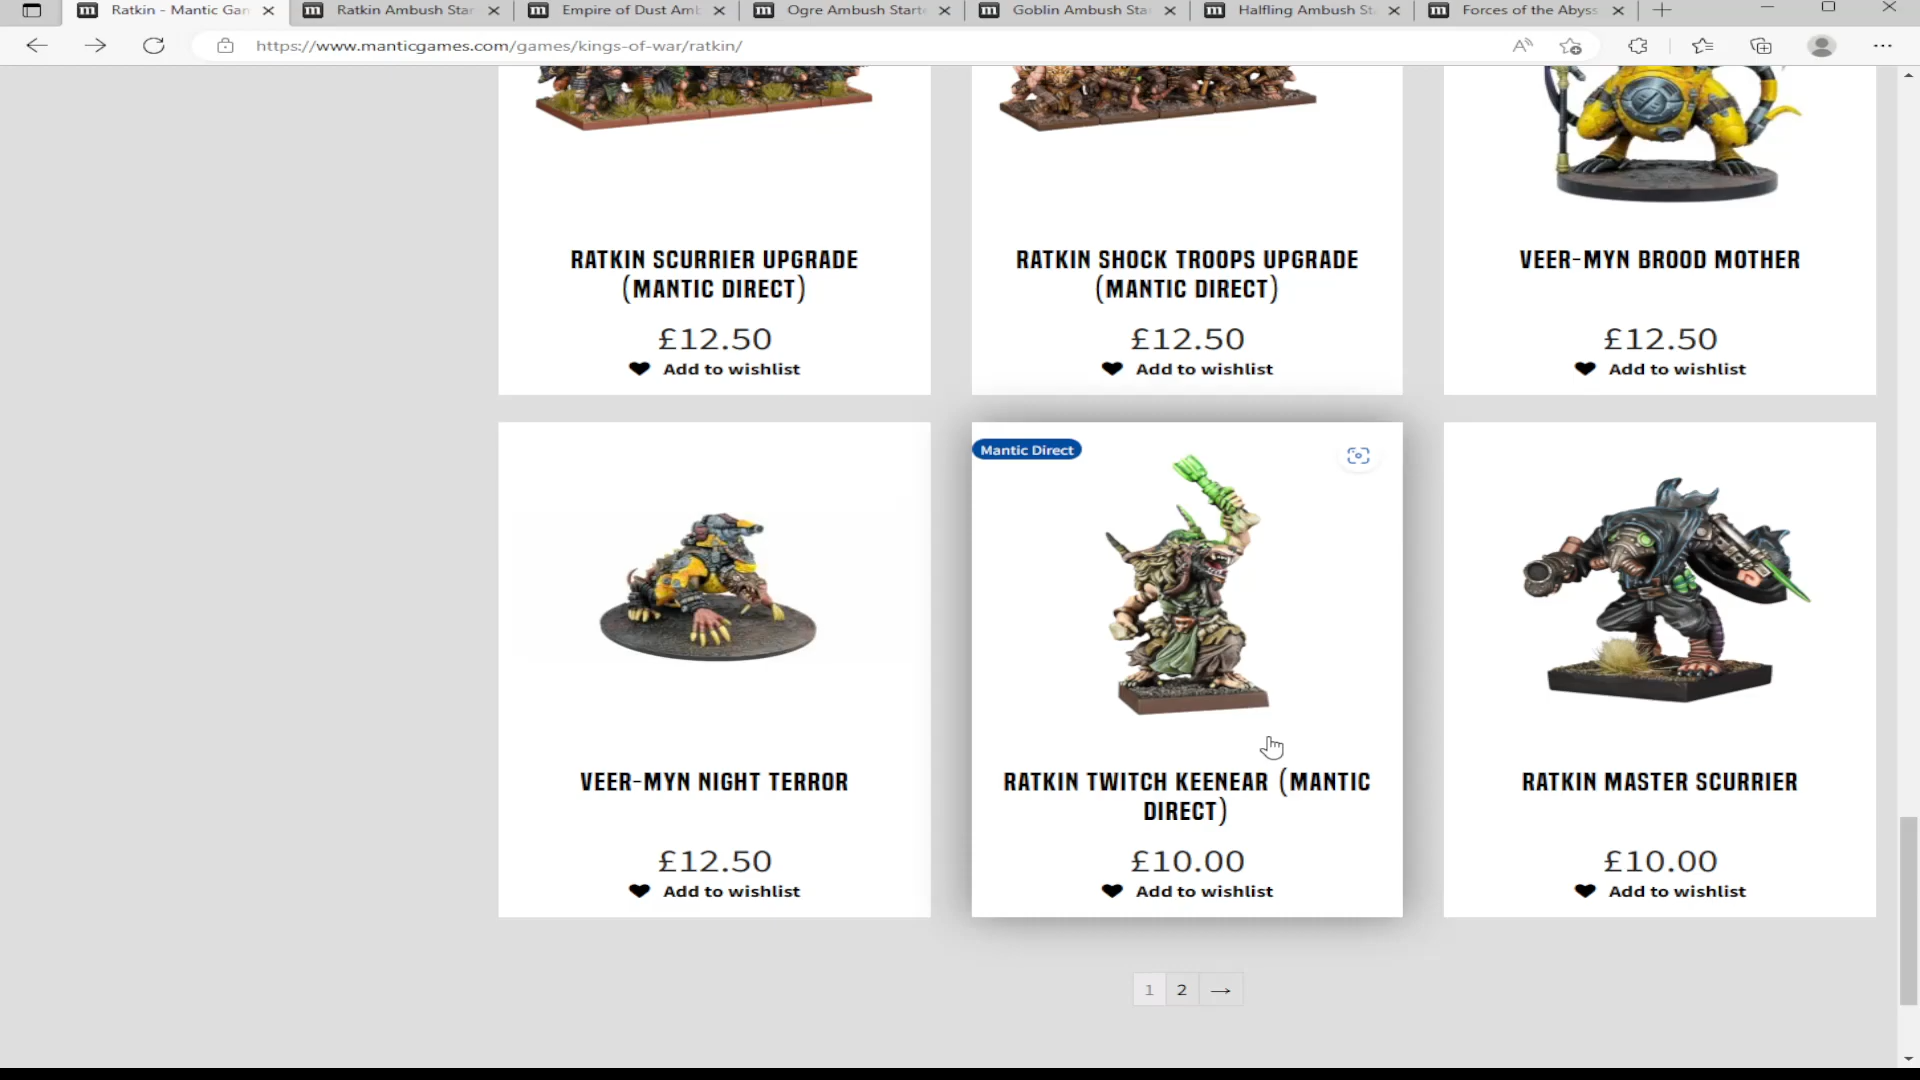 Ratkin - Mantic Gam
Ratkin Ambush Star
Empire of Dust Amb
Ogre Ambush Starte
Goblin Ambush Sta
Halfling Ambush St
Forces of the Abyss
https://www.manticgames.com/games/kings-of-war/ratkin/
RATKIN SCURRIER UPGRADE
(MANTIC DIRECT)
£12.50
Add to wishlist
RATKIN SHOCK TROOPS UPGRADE
(MANTIC DIRECT)
£12.50
Add to wishlist
VEER-MYN BROOD MOTHER
£12.50
Add to wishlist
VEER-MYN NIGHT TERROR
£12.50
Add to wishlist
Mantic Direct
RATKIN TWITCH KEENEAR (MANTIC
DIRECT)
£10.00
Add to wishlist
RATKIN MASTER SCURRIER
£10.00
Add to wishlist
1 2 →